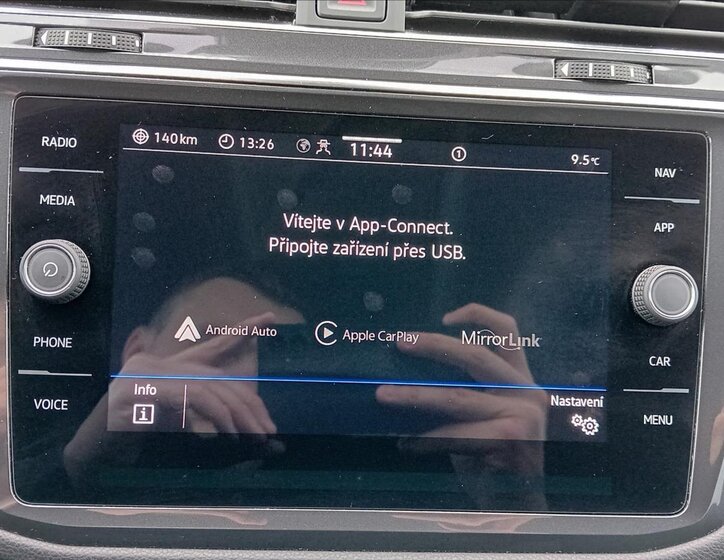 RADIO
MEDIA
PHONE
VOICE
140km
13:26
11:44
1
9.5°C
Vítejte v App-Connect.
Připojte zařízení přes USB.
Android Auto
Apple CarPlay
MirrorLink
Info
i
Nastavení
NAV
APP
CAR
MENU